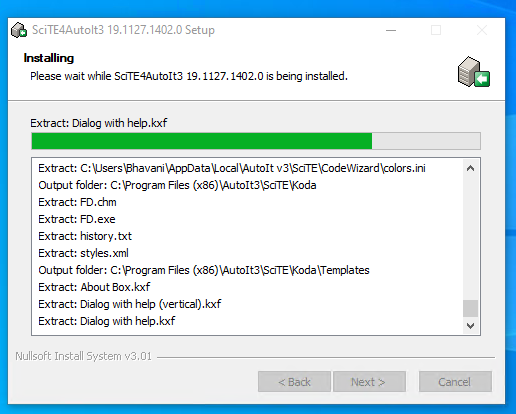 SciTE4AutoIt3 19.1127.1402.0 Setup
Installing
Please wait while SciTE4AutoIt3 19.1127.1402.0 is being installed.
Extract: Dialog with help.kxf
Extract: C:\Users\Bhavani\AppData\Local\AutoIt v3\SciTE\CodeWizard\colors.ini
Output folder: C:\Program Files (x86)\AutoIt3\SciTE\Koda
Extract: FD.chm
Extract: FD.exe
Extract: history.txt
Extract: styles.xml
Output folder: C:\Program Files (x86)\AutoIt3\SciTE\Koda\Templates
Extract: About Box.kxf
Extract: Dialog with help (vertical).kxf
Extract: Dialog with help.kxf
Nullsoft Install System v3.01
< Back
Next >
Cancel